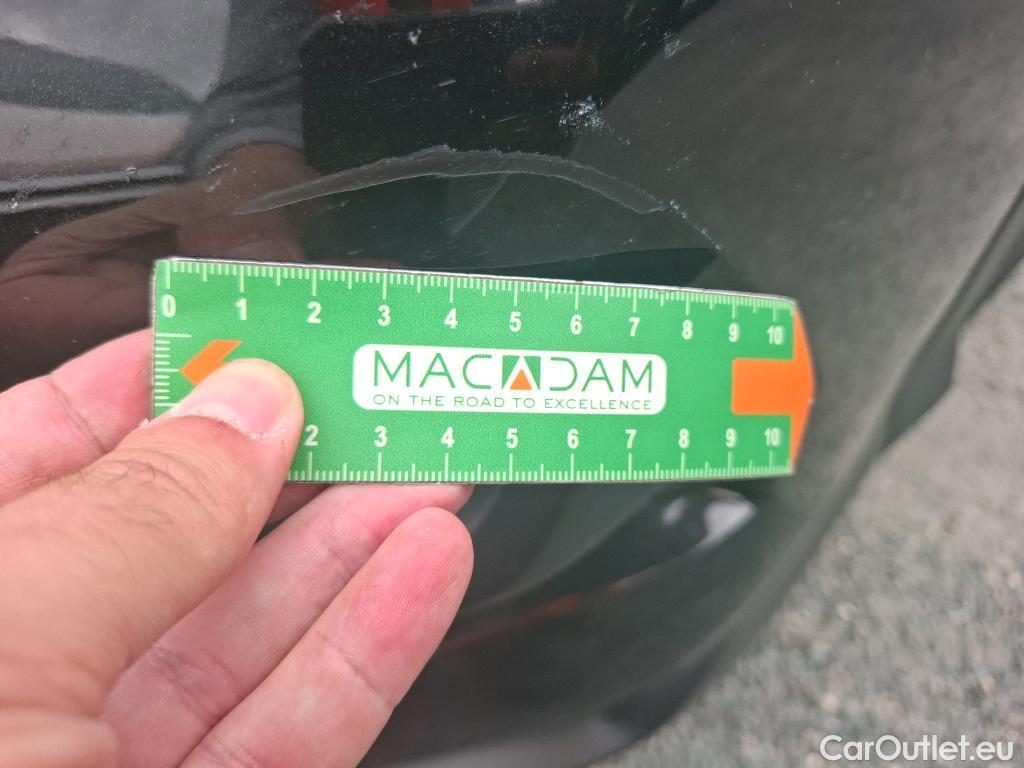 0 1 2 3 4 5 6 7 8 9 10
MACADAM
ON THE ROAD TO EXCELLENCE
2 3 4 5 6 7 8 9 10
CarOutlet.eu